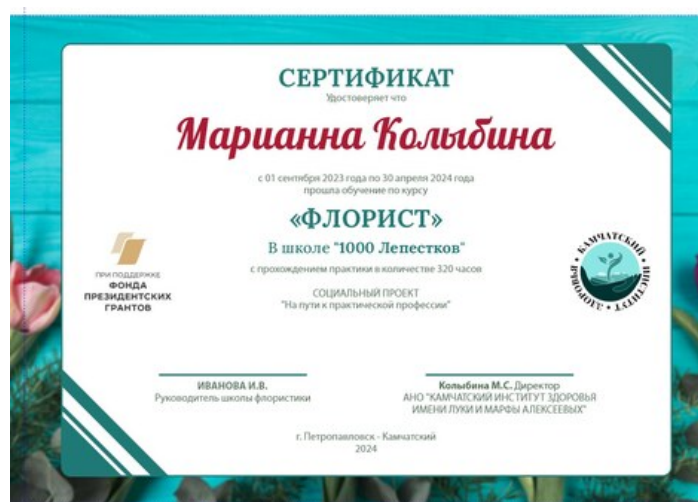 СЕРТИФИКАТ
Удостоверяет что
Марианна Колыбина
с 01 сентября 2023 года по 30 апреля 2024 года
прошла обучение по курсу
«ФЛОРИСТ»
В школе "1000 Лепестков"
с прохождением практики в количестве 320 часов
СОЦИАЛЬНЫЙ ПРОЕКТ
"На пути к практической профессии"
ПРИ ПОДДЕРЖКЕ
ФОНДА
ПРЕЗИДЕНТСКИХ
ГРАНТОВ
КАМЧАТСКИЙ ИНСТИТУТ ЗДОРОВЬЯ
ИВАНОВА И.В.
Руководитель школы флористики
Колыбина М.С. Директор
АНО "КАМЧАТСКИЙ ИНСТИТУТ ЗДОРОВЬЯ
ИМЕНИ ЛУКИ И МАРФЫ АЛЕКСЕЕВЫХ"
г. Петропавловск - Камчатский
2024